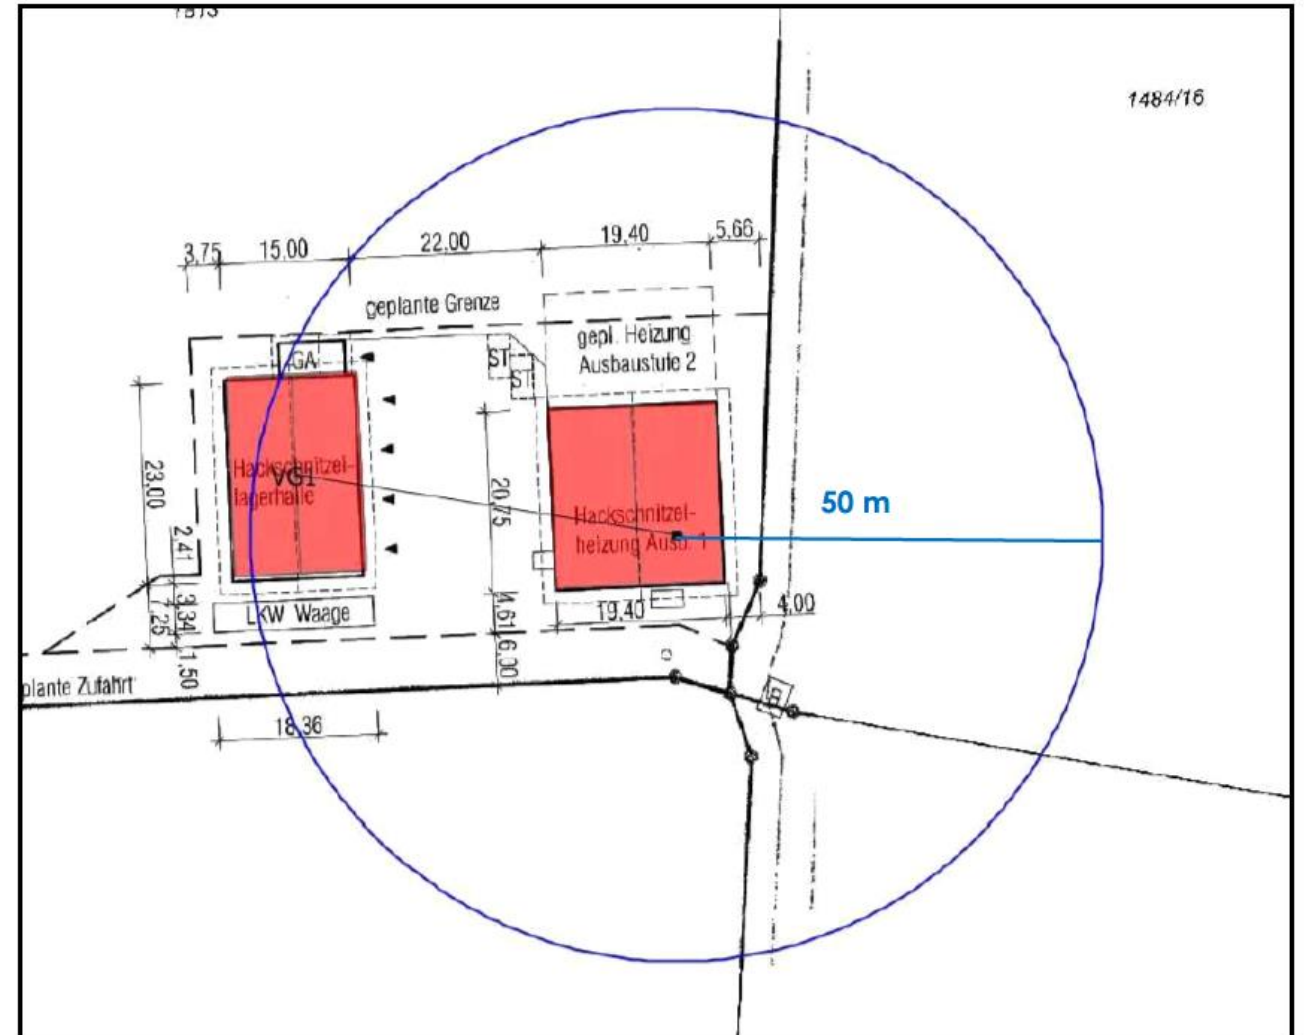 1484/16
19,40
5,66
3,75
15,00
22,00
geplante Grenze
gepl. Heizung
Ausbaustufe 2
GA
ST
ST
23,00
Hackschnitzel-
lagerhalle
VG1
20,75
50 m
Hackschnitzel-
heizung Ausb. 1
2,41
3,34
7,25
1,50
LKW Waage
4,61
6,00
19,40
4,00
plante Zufahrt
18,36